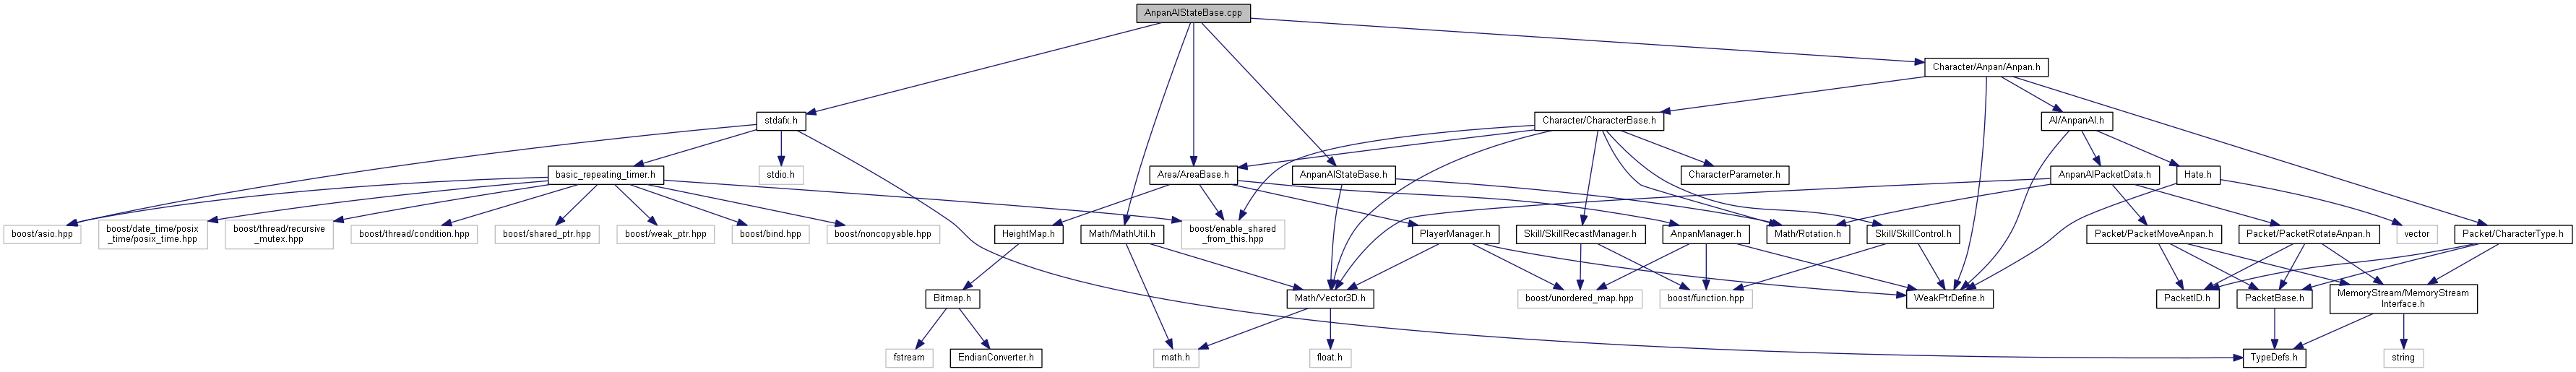 AnpanAIStateBase.cpp
Character/Anpan/Anpan.h
stdafx.h
Character/CharacterBase.h
AI/AnpanAI.h
basic_repeating_timer.h
stdio.h
Area/AreaBase.h
AnpanAIStateBase.h
CharacterParameter.h
AnpanAIPacketData.h
Hate.h
boost/asio.hpp
boost/date_time/posix
_time/posix_time.hpp
boost/thread/recursive
_mutex.hpp
boost/thread/condition.hpp
boost/shared_ptr.hpp
boost/weak_ptr.hpp
boost/bind.hpp
boost/noncopyable.hpp
boost/enable_shared
_from_this.hpp
HeightMap.h
Math/MathUtil.h
PlayerManager.h
Skill/SkillRecastManager.h
AnpanManager.h
Math/Rotation.h
Skill/SkillControl.h
Packet/PacketMoveAnpan.h
Packet/PacketRotateAnpan.h
vector
Packet/CharacterType.h
Bitmap.h
Math/Vector3D.h
boost/unordered_map.hpp
boost/function.hpp
WeakPtrDefine.h
PacketID.h
PacketBase.h
MemoryStream/MemoryStream
Interface.h
fstream
EndianConverter.h
math.h
float.h
TypeDefs.h
string